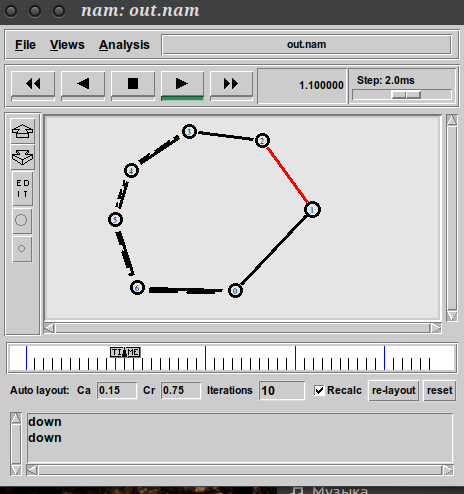 nam: out.nam
File Views Analysis out.nam
1.100000 Step: 2.0ms
3
2
4
ED
IT
1
5
6
0
TIME
Auto layout: Ca 0.15 Cr 0.75 Iterations 10 Recalc re-layout reset
down
down
Музыка